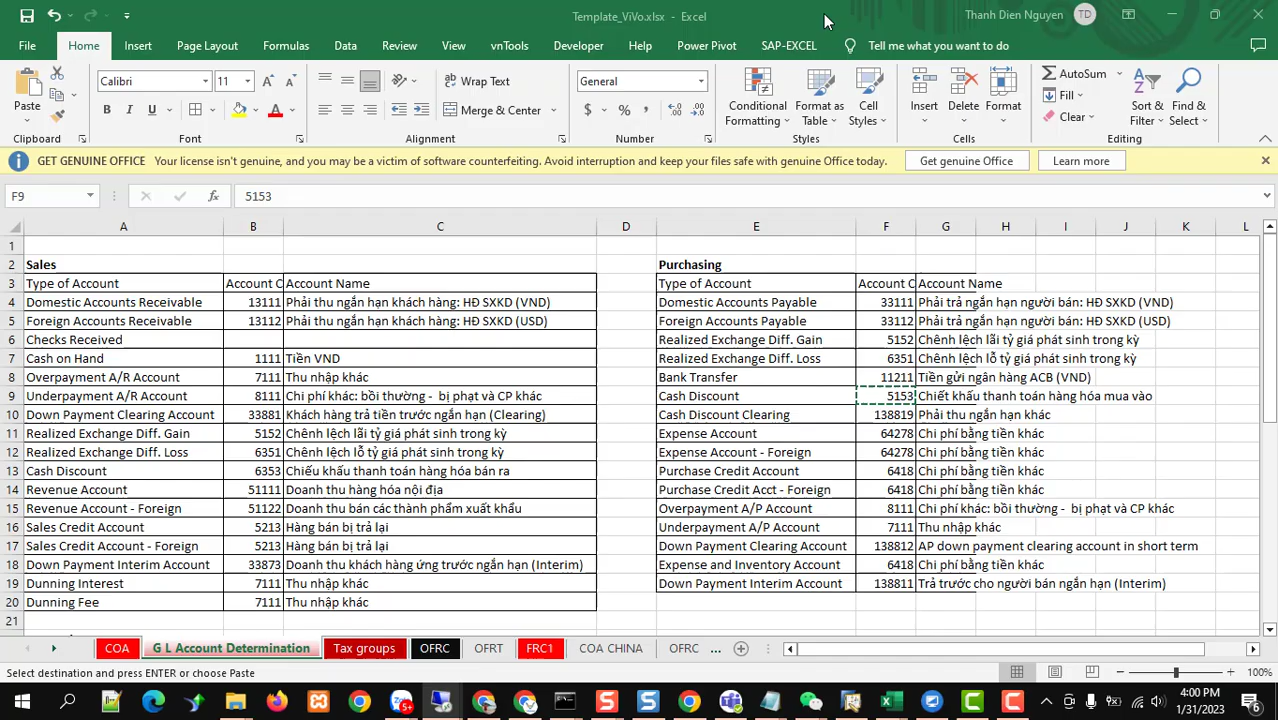 Template_ViVo.xlsx - Excel
Thanh Dien Nguyen TD
File Home Insert Page Layout Formulas Data Review View vnTools Developer Help Power Pivot SAP-EXCEL Tell me what you want to do
Paste
Calibri 11
B I U
Wrap Text
Merge & Center
General
$ % ,
Conditional Formatting
Format as Table
Cell Styles
Insert
Delete
Format
AutoSum
Fill
Clear
Sort & Filter
Find & Select
Clipboard Font Alignment Number Styles Cells Editing
GET GENUINE OFFICE Your license isn't genuine, and you may be a victim of software counterfeiting. Avoid interruption and keep your files safe with genuine Office today. Get genuine Office Learn more
F9 fx 5153
A B C D E F G H I J K L
1
2 Sales Purchasing
3 Type of Account Account C Account Name Type of Account Account C Account Name
4 Domestic Accounts Receivable 13111 Phải thu ngắn hạn khách hàng: HĐ SXKD (VND) Domestic Accounts Payable 33111 Phải trả ngắn hạn người bán: HĐ SXKD (VND)
5 Foreign Accounts Receivable 13112 Phải thu ngắn hạn khách hàng: HĐ SXKD (USD) Foreign Accounts Payable 33112 Phải trả ngắn hạn người bán: HĐ SXKD (USD)
6 Checks Received Realized Exchange Diff. Gain 5152 Chênh lệch lãi tỷ giá phát sinh trong kỳ
7 Cash on Hand 1111 Tiền VND Realized Exchange Diff. Loss 6351 Chênh lệch lỗ tỷ giá phát sinh trong kỳ
8 Overpayment A/R Account 7111 Thu nhập khác Bank Transfer 11211 Tiền gửi ngân hàng ACB (VND)
9 Underpayment A/R Account 8111 Chi phí khác: bồi thường - bị phạt và CP khác Cash Discount 5153 Chiết khấu thanh toán hàng hóa mua vào
10 Down Payment Clearing Account 33881 Khách hàng trả tiền trước ngắn hạn (Clearing) Cash Discount Clearing 138819 Phải thu ngắn hạn khác
11 Realized Exchange Diff. Gain 5152 Chênh lệch lãi tỷ giá phát sinh trong kỳ Expense Account 64278 Chi phí bằng tiền khác
12 Realized Exchange Diff. Loss 6351 Chênh lệch lỗ tỷ giá phát sinh trong kỳ Expense Account - Foreign 64278 Chi phí bằng tiền khác
13 Cash Discount 6353 Chiếu khấu thanh toán hàng hóa bán ra Purchase Credit Account 6418 Chi phí bằng tiền khác
14 Revenue Account 51111 Doanh thu hàng hóa nội địa Purchase Credit Acct - Foreign 6418 Chi phí bằng tiền khác
15 Revenue Account - Foreign 51122 Doanh thu bán các thành phẩm xuất khẩu Overpayment A/P Account 8111 Chi phí khác: bồi thường - bị phạt và CP khác
16 Sales Credit Account 5213 Hàng bán bị trả lại Underpayment A/P Account 7111 Thu nhập khác
17 Sales Credit Account - Foreign 5213 Hàng bán bị trả lại Down Payment Clearing Account 138812 AP down payment clearing account in short term
18 Down Payment Interim Account 33873 Doanh thu khách hàng ứng trước ngắn hạn (Interim) Expense and Inventory Account 6418 Chi phí bằng tiền khác
19 Dunning Interest 7111 Thu nhập khác Down Payment Interim Account 138811 Trả trước cho người bán ngắn hạn (Interim)
20 Dunning Fee 7111 Thu nhập khác
21
COA G L Account Determination Tax groups OFRC OFRT FRC1 COA CHINA OFRC ...
Select destination and press ENTER or choose Paste 100%
4:00 PM
1/31/2023
5+
6